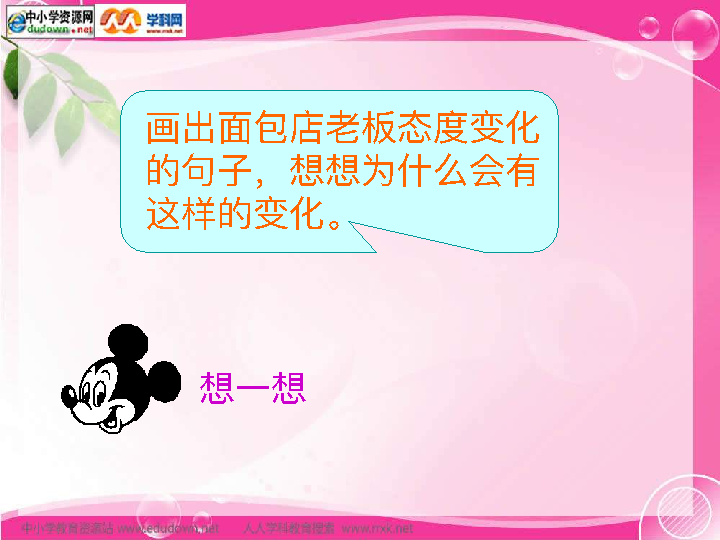 中小学资源网
edudown.net
学科网
www.rrxk.net
画出面包店老板态度变化
的句子，想想为什么会有
这样的变化。
想一想
中小学教育资源站 www.edudown.net 人人学科教育搜索 www.rrxk.net